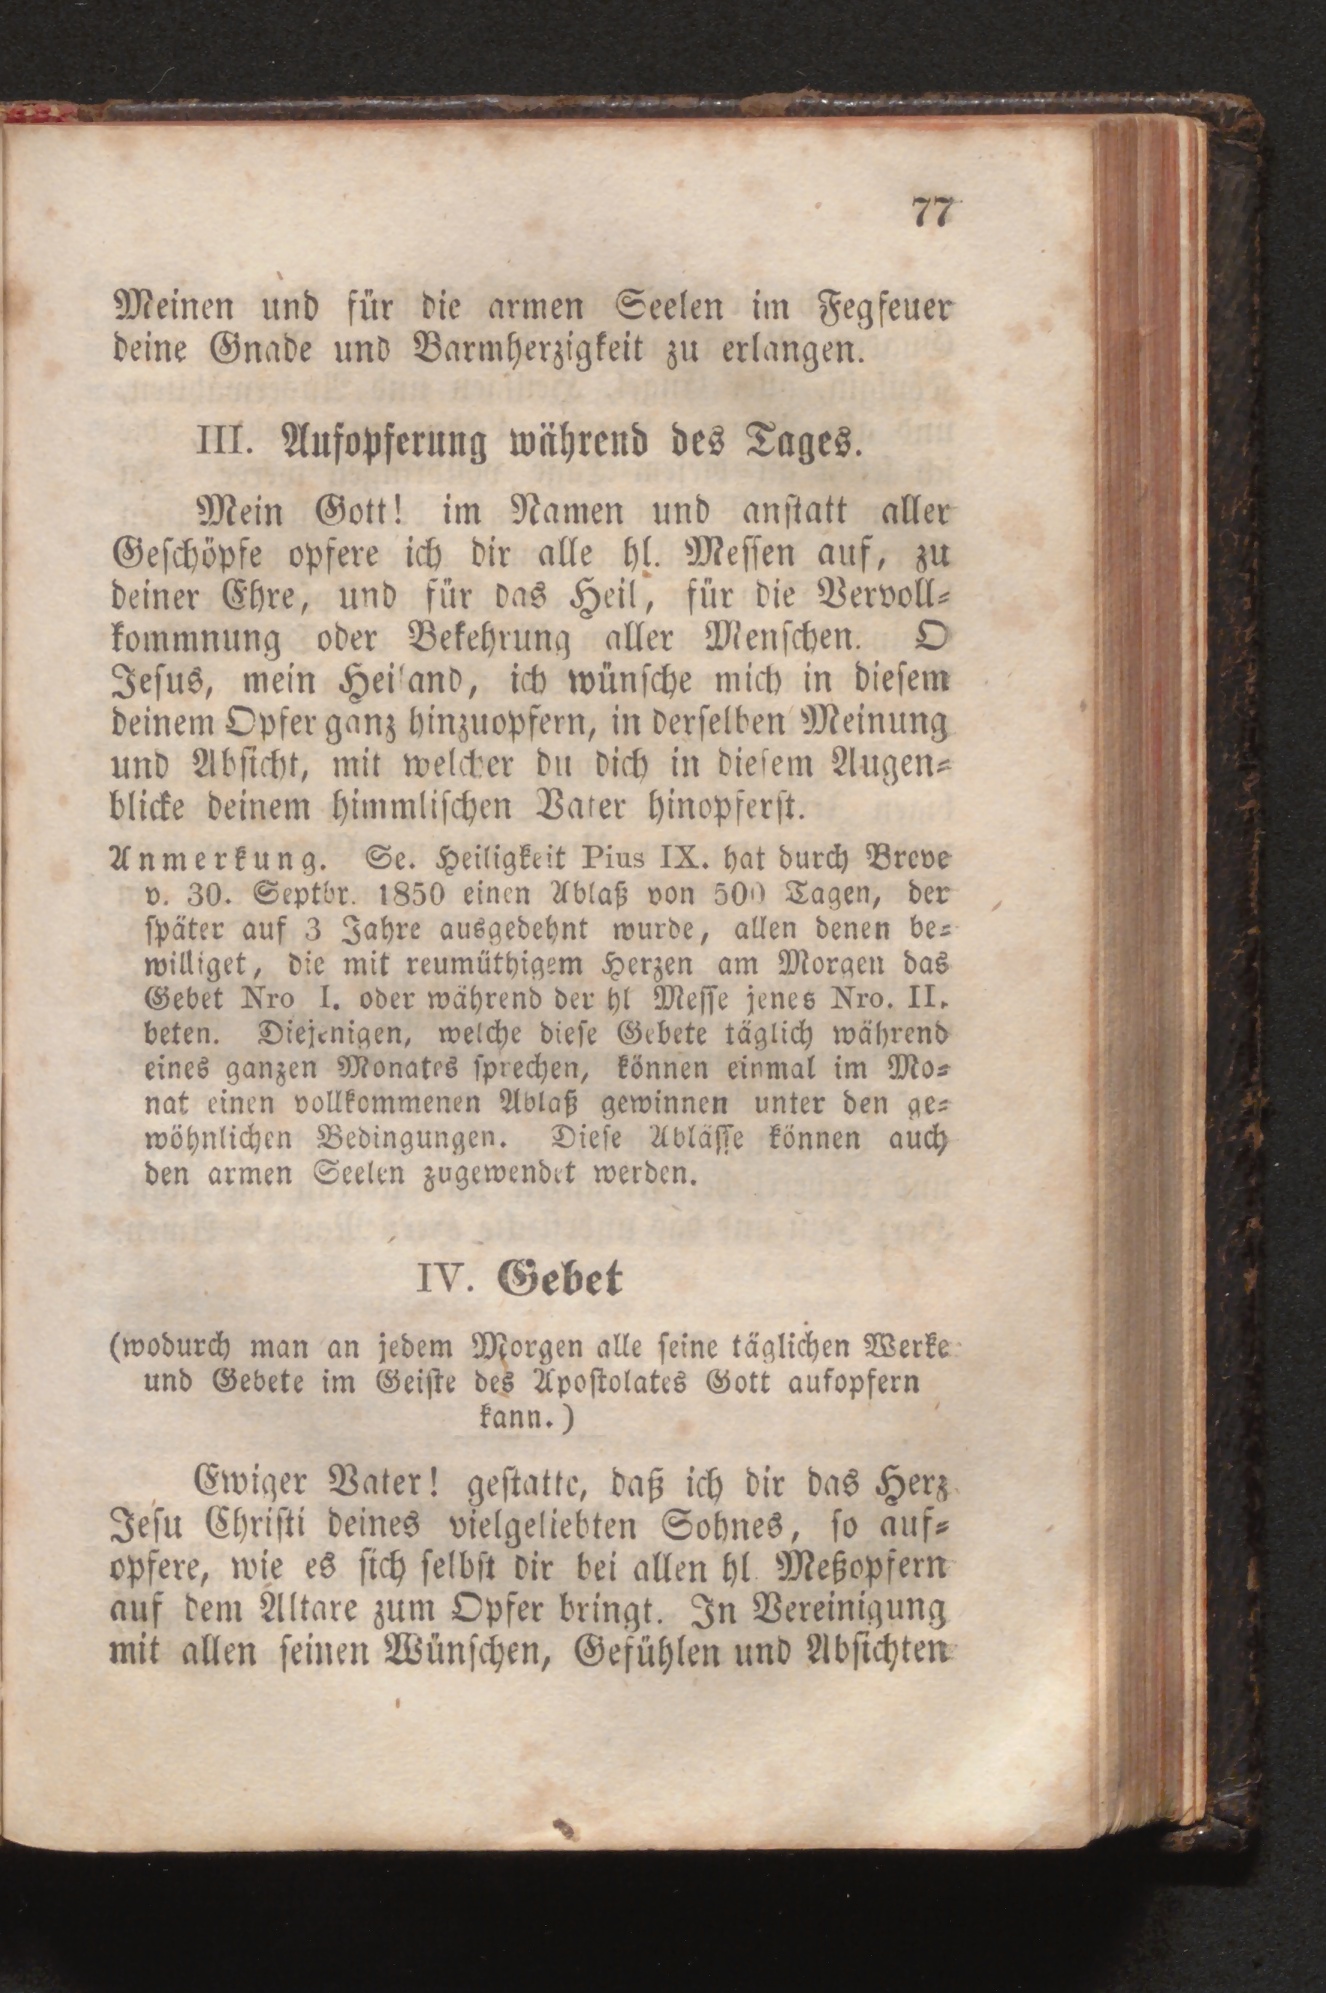 77
Meinen und für die armen Seelen im Fegfeuer
deine Gnade und Barmherzigkeit zu erlangen.
III. Aufopferung während des Tages.
Mein Gott! im Namen und anstatt aller
Geschöpfe opfere ich dir alle hl. Messen auf, zu
deiner Ehre, und für das Heil, für die Vervoll-
kommnung oder Bekehrung aller Menschen. O
Jesus, mein Heiland, ich wünsche mich in diesem
deinem Opfer ganz hinzuopfern, in derselben Meinung
und Absicht, mit welcher du dich in diesem Augen-
blicke deinem himmlischen Vater hinopferst.
Anmerkung. Se. Heiligkeit Pius IX. hat durch Breve
v. 30. Septbr. 1850 einen Ablaß von 500 Tagen, der
später auf 3 Jahre ausgedehnt wurde, allen denen be-
williget, die mit reumüthigem Herzen am Morgen das
Gebet Nro I. oder während der hl Messe jenes Nro. II.
beten. Diejenigen, welche diese Gebete täglich während
eines ganzen Monates sprechen, können einmal im Mo-
nat einen vollkommenen Ablaß gewinnen unter den ge-
wöhnlichen Bedingungen. Diese Ablässe können auch
den armen Seelen zugewendet werden.
IV. Gebet
(wodurch man an jedem Morgen alle seine täglichen Werke
und Gebete im Geiste des Apostolates Gott aufopfern
kann.)
Ewiger Vater! gestatte, daß ich dir das Herz
Jesu Christi deines vielgeliebten Sohnes, so auf-
opfere, wie es sich selbst dir bei allen hl. Meßopfern
auf dem Altare zum Opfer bringt. In Vereinigung
mit allen seinen Wünschen, Gefühlen und Absichten